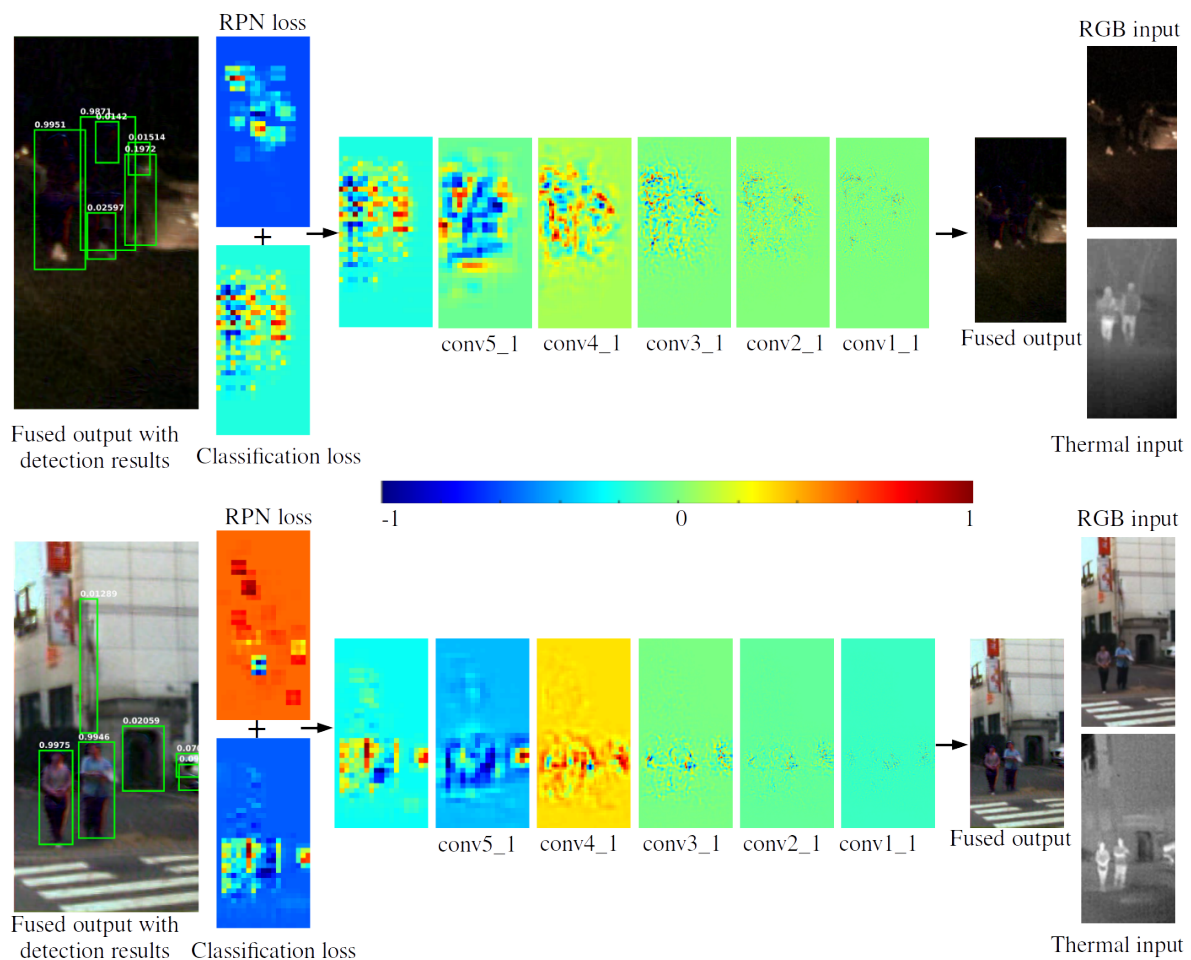 RPN loss
RGB input
0.9951
0.9871
0.0142
0.01514
0.1972
0.02597
+
conv5_1
conv4_1
conv3_1
conv2_1
conv1_1
Fused output
Fused output with
detection results
Classification loss
Thermal input
-1
0
1
RPN loss
RGB input
0.01289
0.02059
0.9975
0.9946
+
conv5_1
conv4_1
conv3_1
conv2_1
conv1_1
Fused output
Fused output with
detection results
Classification loss
Thermal input